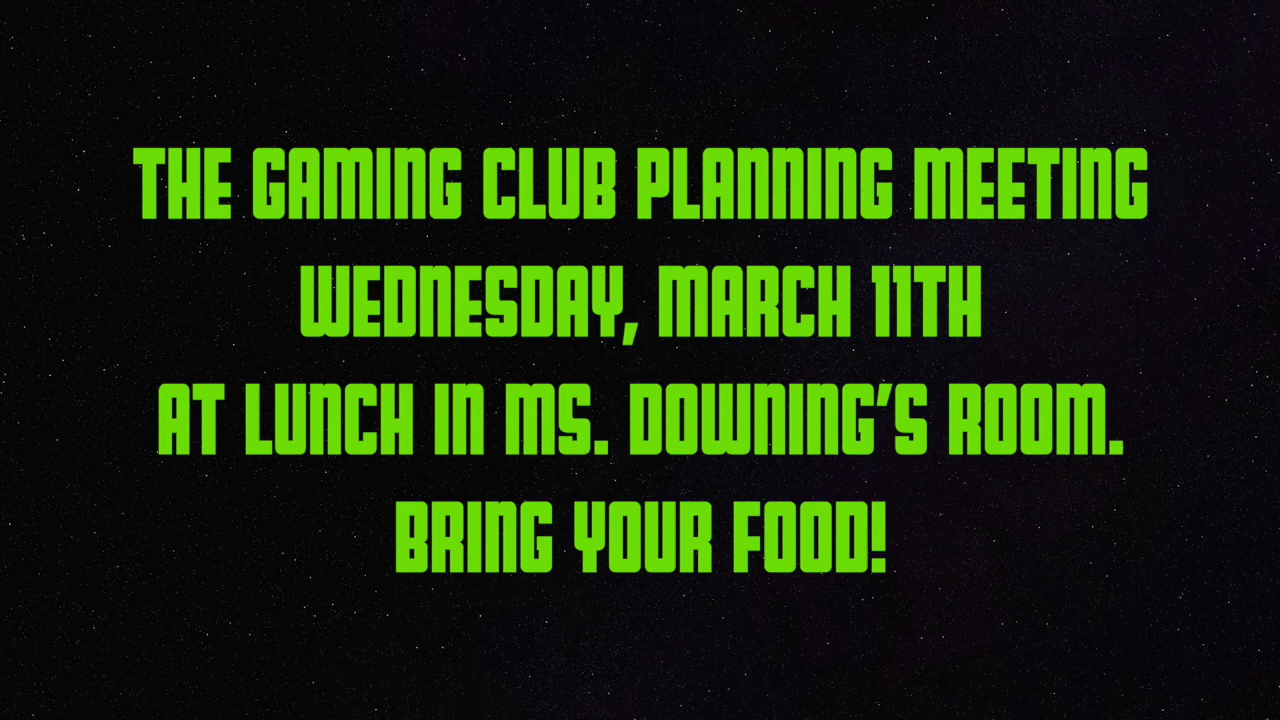 THE GAMING CLUB PLANNING MEETING
WEDNESDAY, MARCH 11TH
AT LUNCH IN MS. DOWNING'S ROOM.
BRING YOUR FOOD!